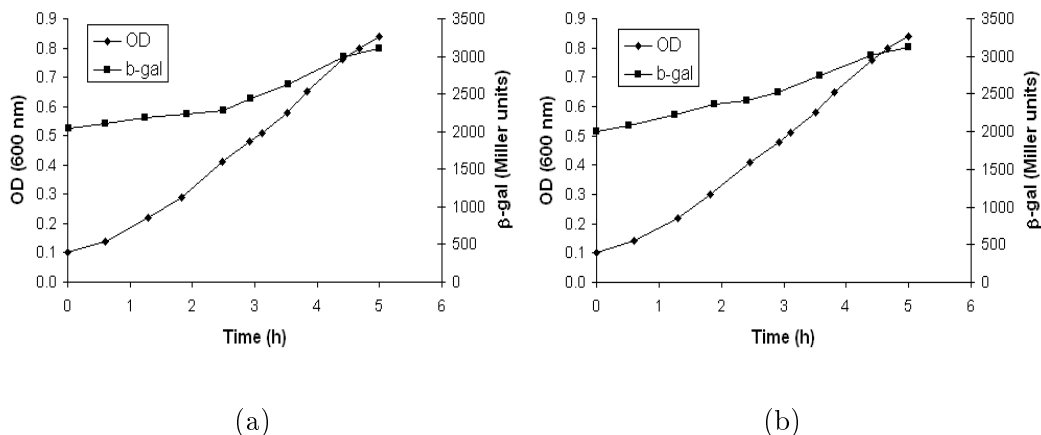 0.9
0.8
0.7
0.6
0.5
0.4
0.3
0.2
0.1
0.0
OD (600 nm)
OD
b-gal
3500
3000
2500
2000
1500
1000
500
0
β-gal (Miller units)
0 1 2 3 4 5 6
Time (h)
(a)
0.9
0.8
0.7
0.6
0.5
0.4
0.3
0.2
0.1
0.0
OD (600 nm)
OD
b-gal
3500
3000
2500
2000
1500
1000
500
0
β-gal (Miller units)
0 1 2 3 4 5 6
Time (h)
(b)